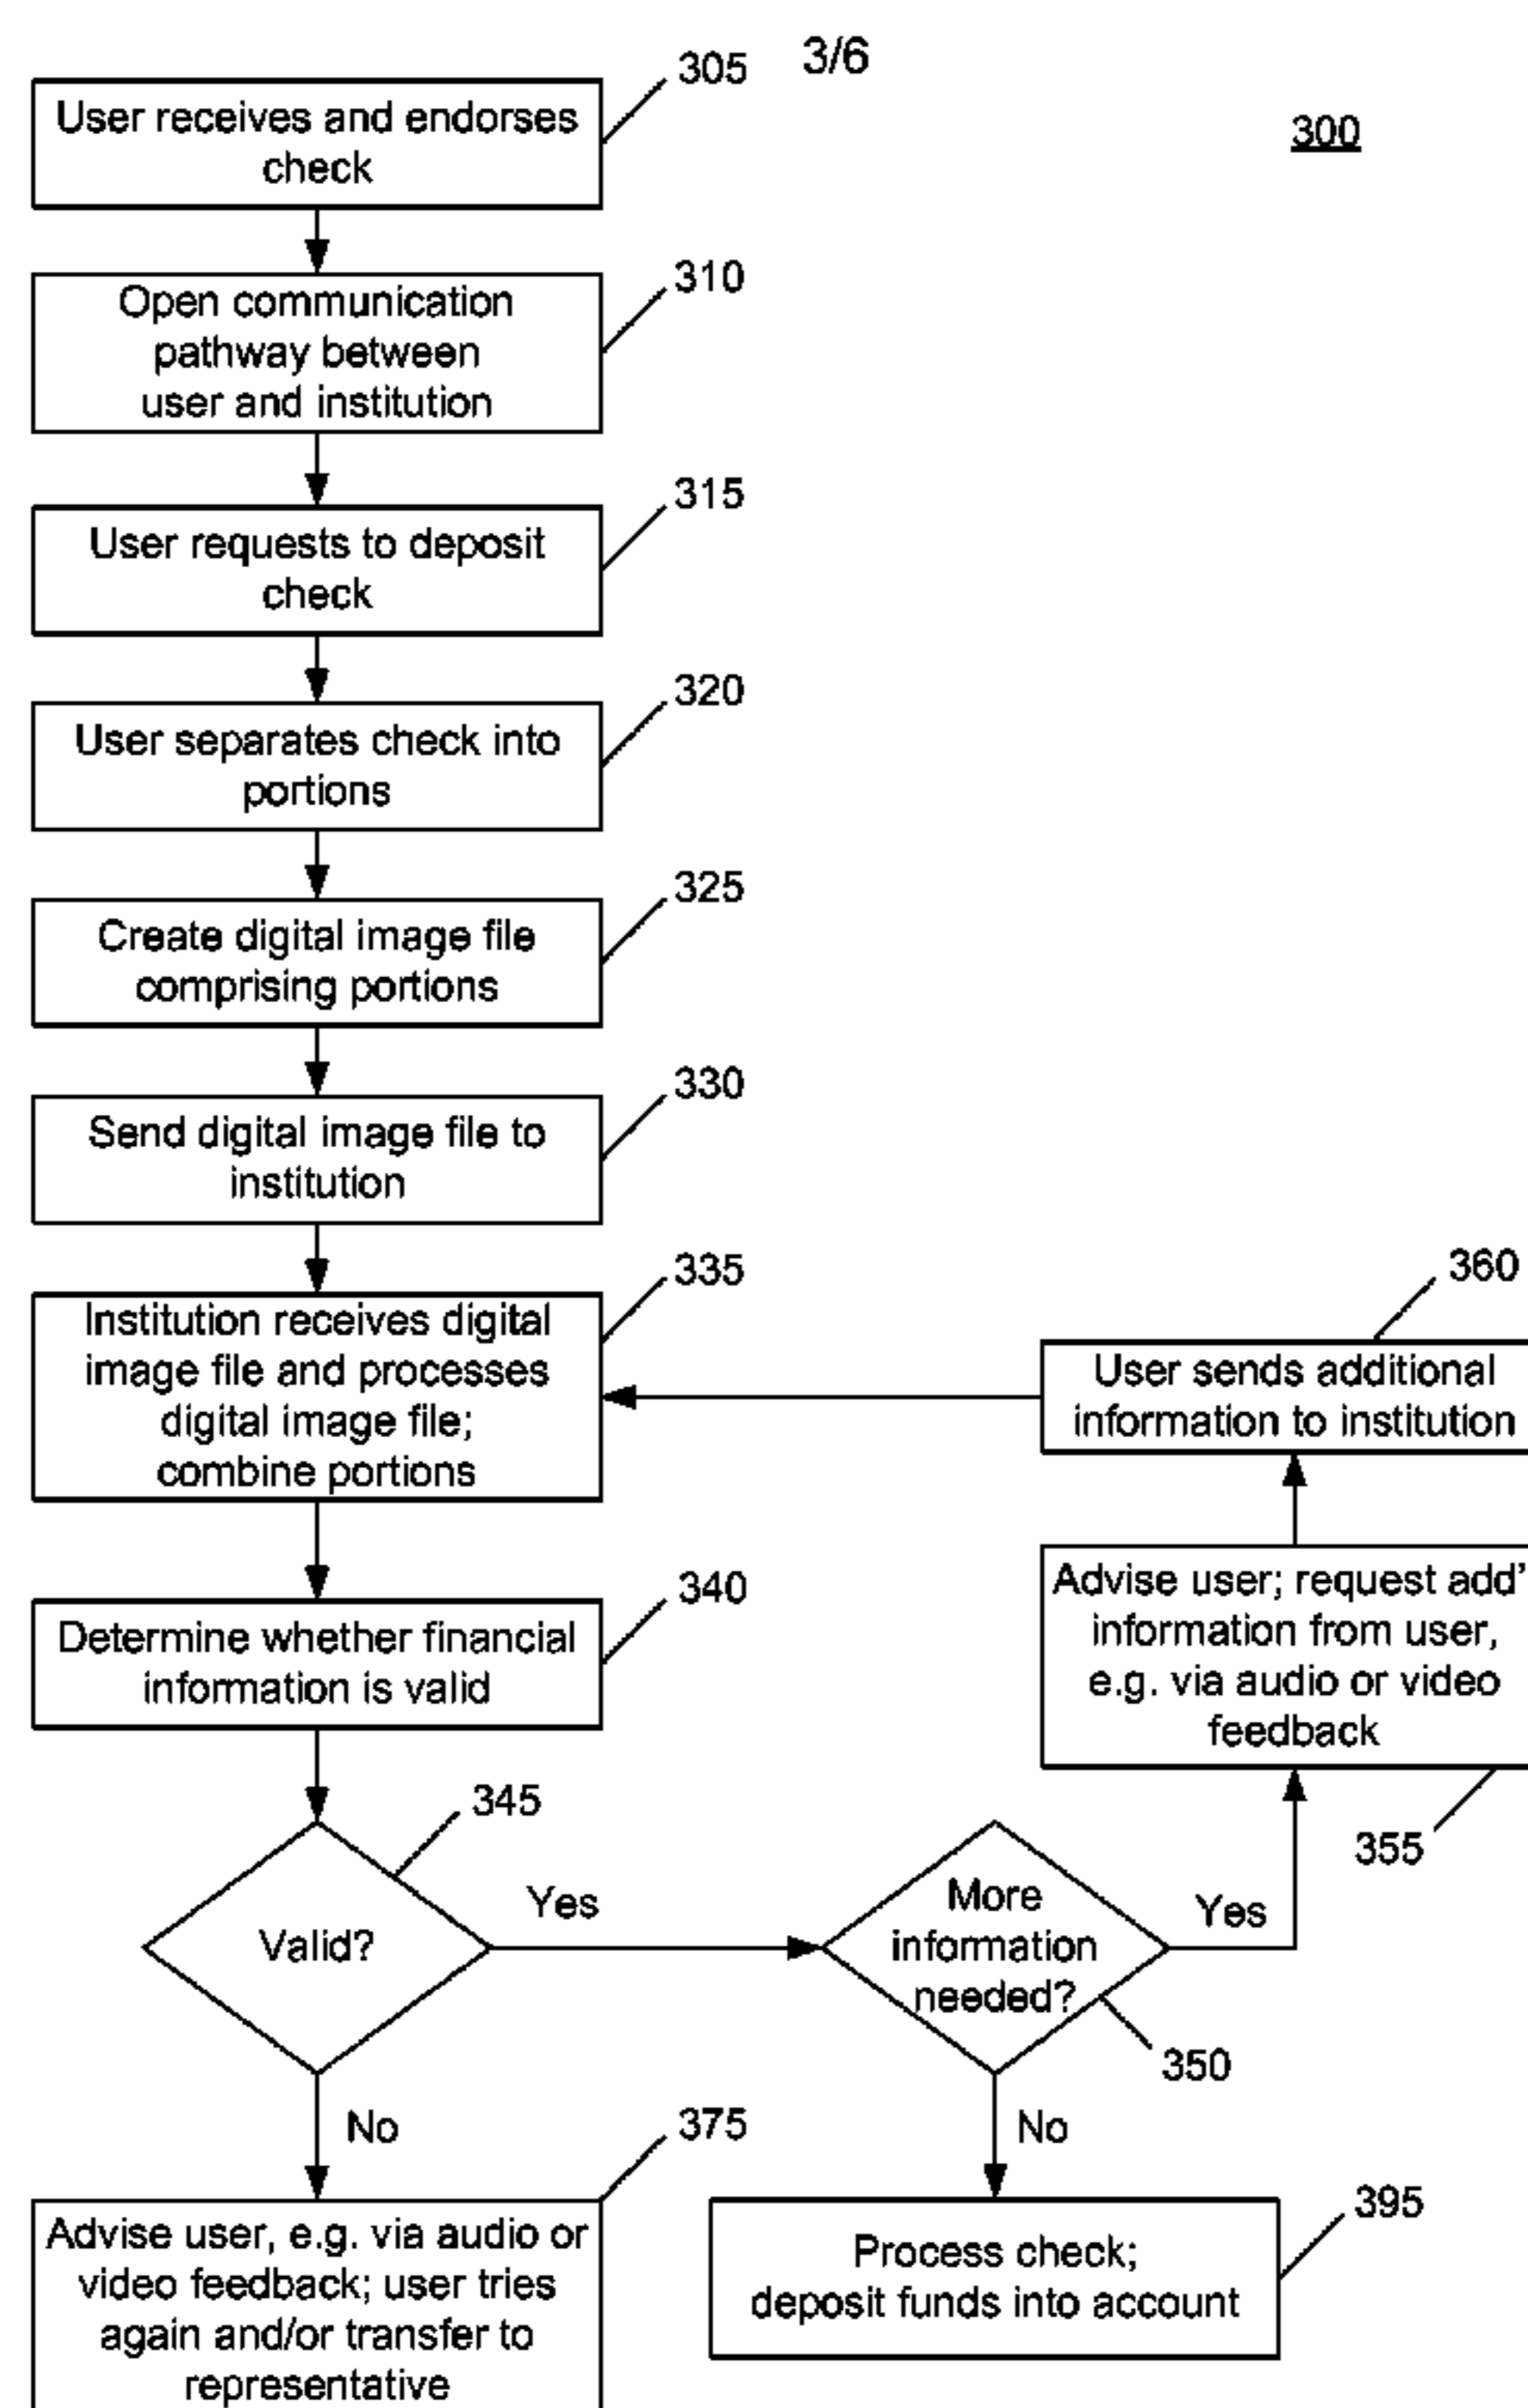 305
3/6
300
User receives and endorses
check
310
Open communication
pathway between
user and institution
315
User requests to deposit
check
320
User separates check into
portions
325
Create digital image file
comprising portions
330
Send digital image file to
institution
335
Institution receives digital
image file and processes
digital image file;
combine portions
360
User sends additional
information to institution
340
Determine whether financial
information is valid
Advise user; request add'
information from user,
e.g. via audio or video
feedback
355
345
Valid?
Yes
More
information
needed?
Yes
350
No
No
375
Advise user, e.g. via audio or
video feedback; user tries
again and/or transfer to
representative
395
Process check;
deposit funds into account